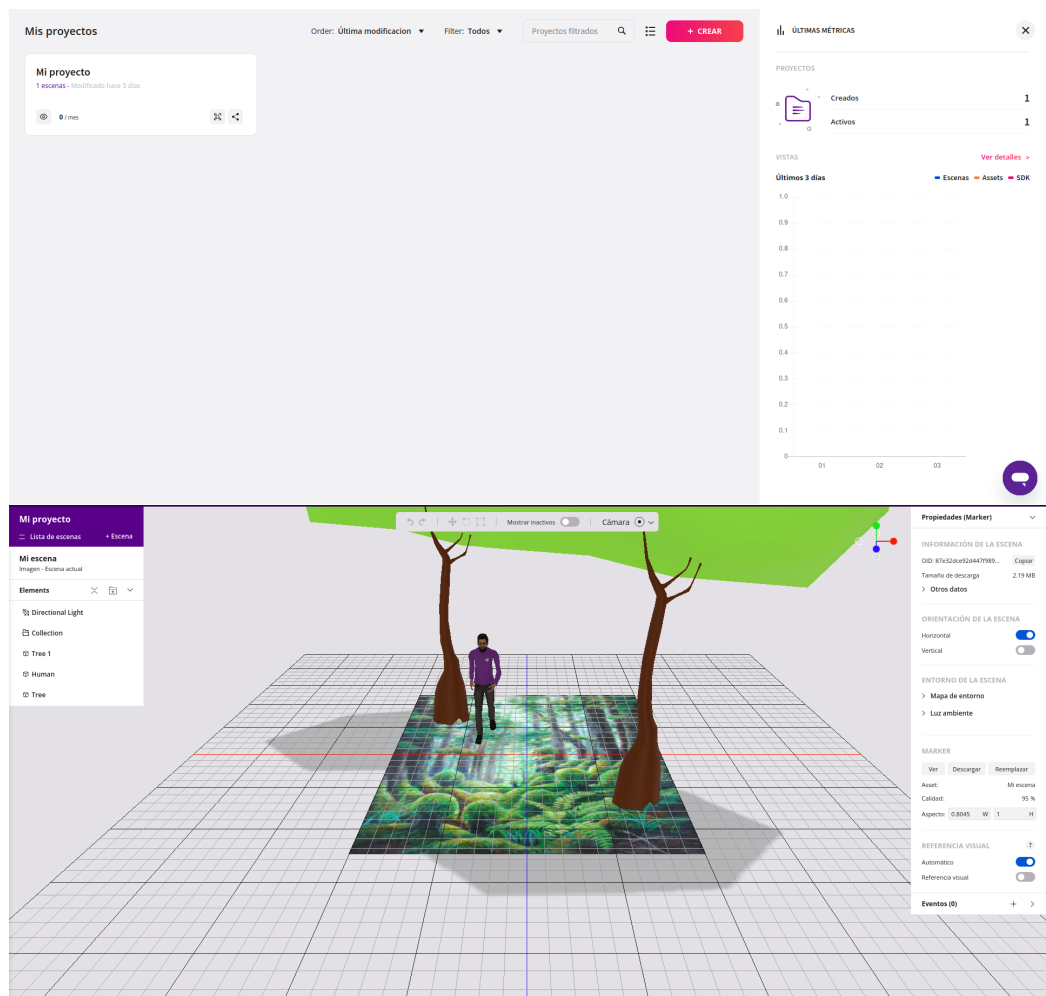 Mis proyectos
Order: Última modificacion
Filter: Todos
Proyectos filtrados
+ CREAR
Mi proyecto
1 escenas - Modificado hace 3 días
0 / mes
ÚLTIMAS MÉTRICAS
PROYECTOS
Creados 1
Activos 1
VISTAS
Ver detalles >
Últimos 3 días
Escenas Assets SDK
1.0
0.9
0.8
0.7
0.6
0.5
0.4
0.3
0.2
0.1
0
01 02 03
Mi proyecto
Lista de escenas
+ Escena
Mi escena
Imagen - Escena actual
Elements
Directional Light
Collection
Tree 1
Human
Tree
Mostrar inactivos
Cámara
Propiedades (Marker)
INFORMACIÓN DE LA ESCENA
OID: 87e32dce92d447f989... Copiar
Tamaño de descarga 2.19 MB
> Otros datos
ORIENTACIÓN DE LA ESCENA
Horizontal
Vertical
ENTORNO DE LA ESCENA
> Mapa de entorno
> Luz ambiente
MARKER
Ver Descargar Reemplazar
Asset: Mi escena
Calidad: 95 %
Aspecto: 0.8045 W 1 H
REFERENCIA VISUAL
Automático
Referencia visual
Eventos (0)